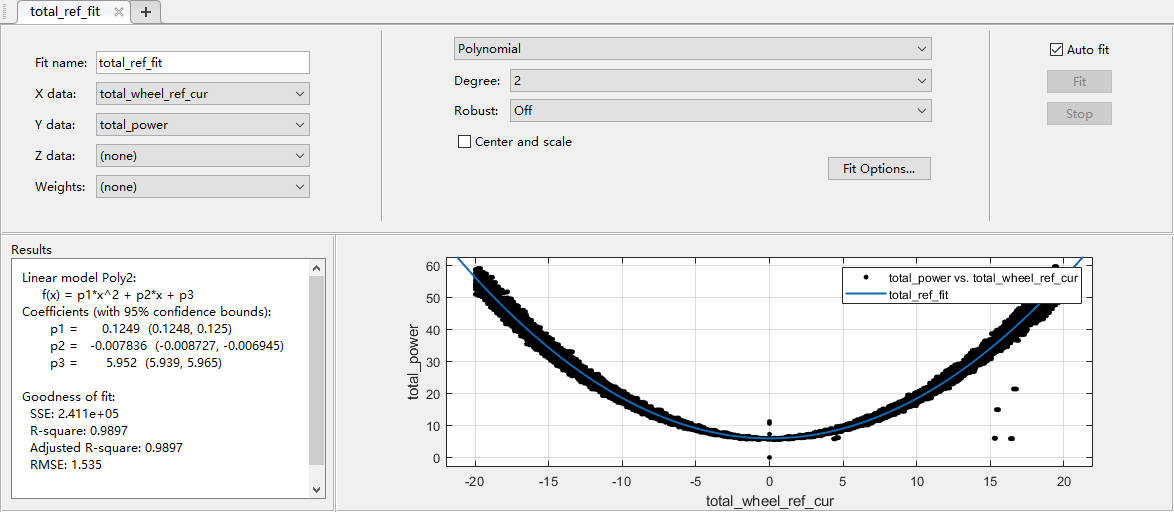 total_ref_fit
Fit name: total_ref_fit
X data: total_wheel_ref_cur
Y data: total_power
Z data: (none)
Weights: (none)
Polynomial
Degree: 2
Robust: Off
Center and scale
Fit Options...
Auto fit
Fit
Stop
Results
Linear model Poly2:
f(x) = p1*x^2 + p2*x + p3
Coefficients (with 95% confidence bounds):
p1 = 0.1249 (0.1248, 0.125)
p2 = -0.007836 (-0.008727, -0.006945)
p3 = 5.952 (5.939, 5.965)
Goodness of fit:
SSE: 2.411e+05
R-square: 0.9897
Adjusted R-square: 0.9897
RMSE: 1.535
total_power
60
50
40
30
20
10
0
total_power vs. total_wheel_ref_cur
total_ref_fit
-20 -15 -10 -5 0 5 10 15 20
total_wheel_ref_cur